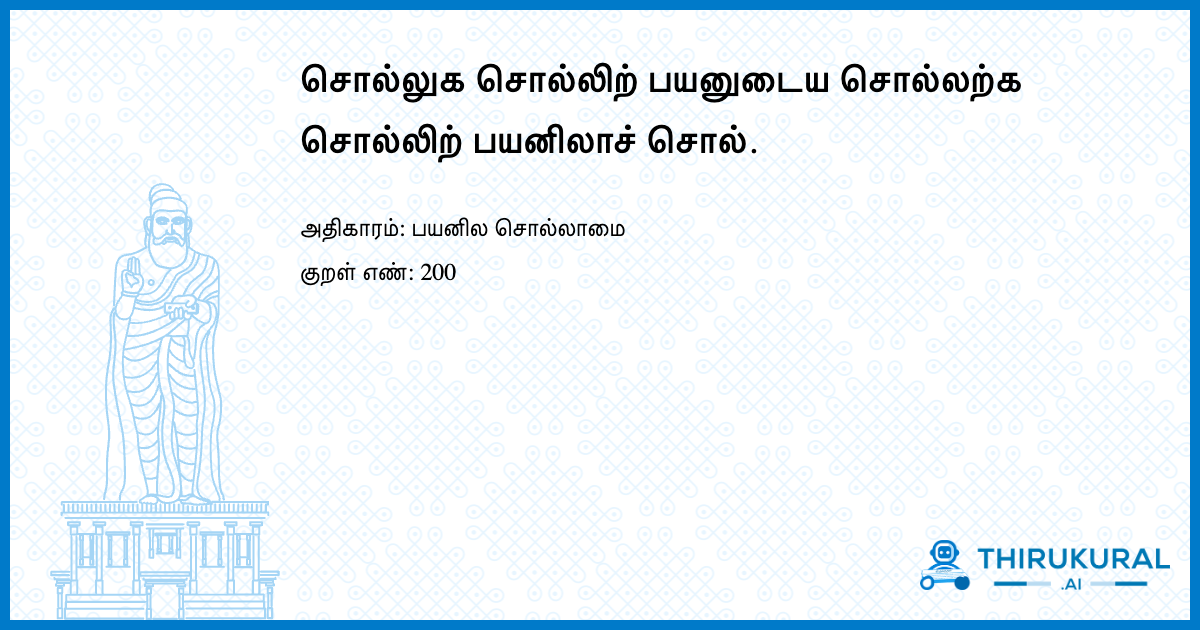 சொல்லுக சொல்லிற் பயனுடைய சொல்லற்க
சொல்லிற் பயனிலாச் சொல்.
அதிகாரம்: பயனில சொல்லாமை
குறள் எண்: 200
THIRUKURAL
.AI